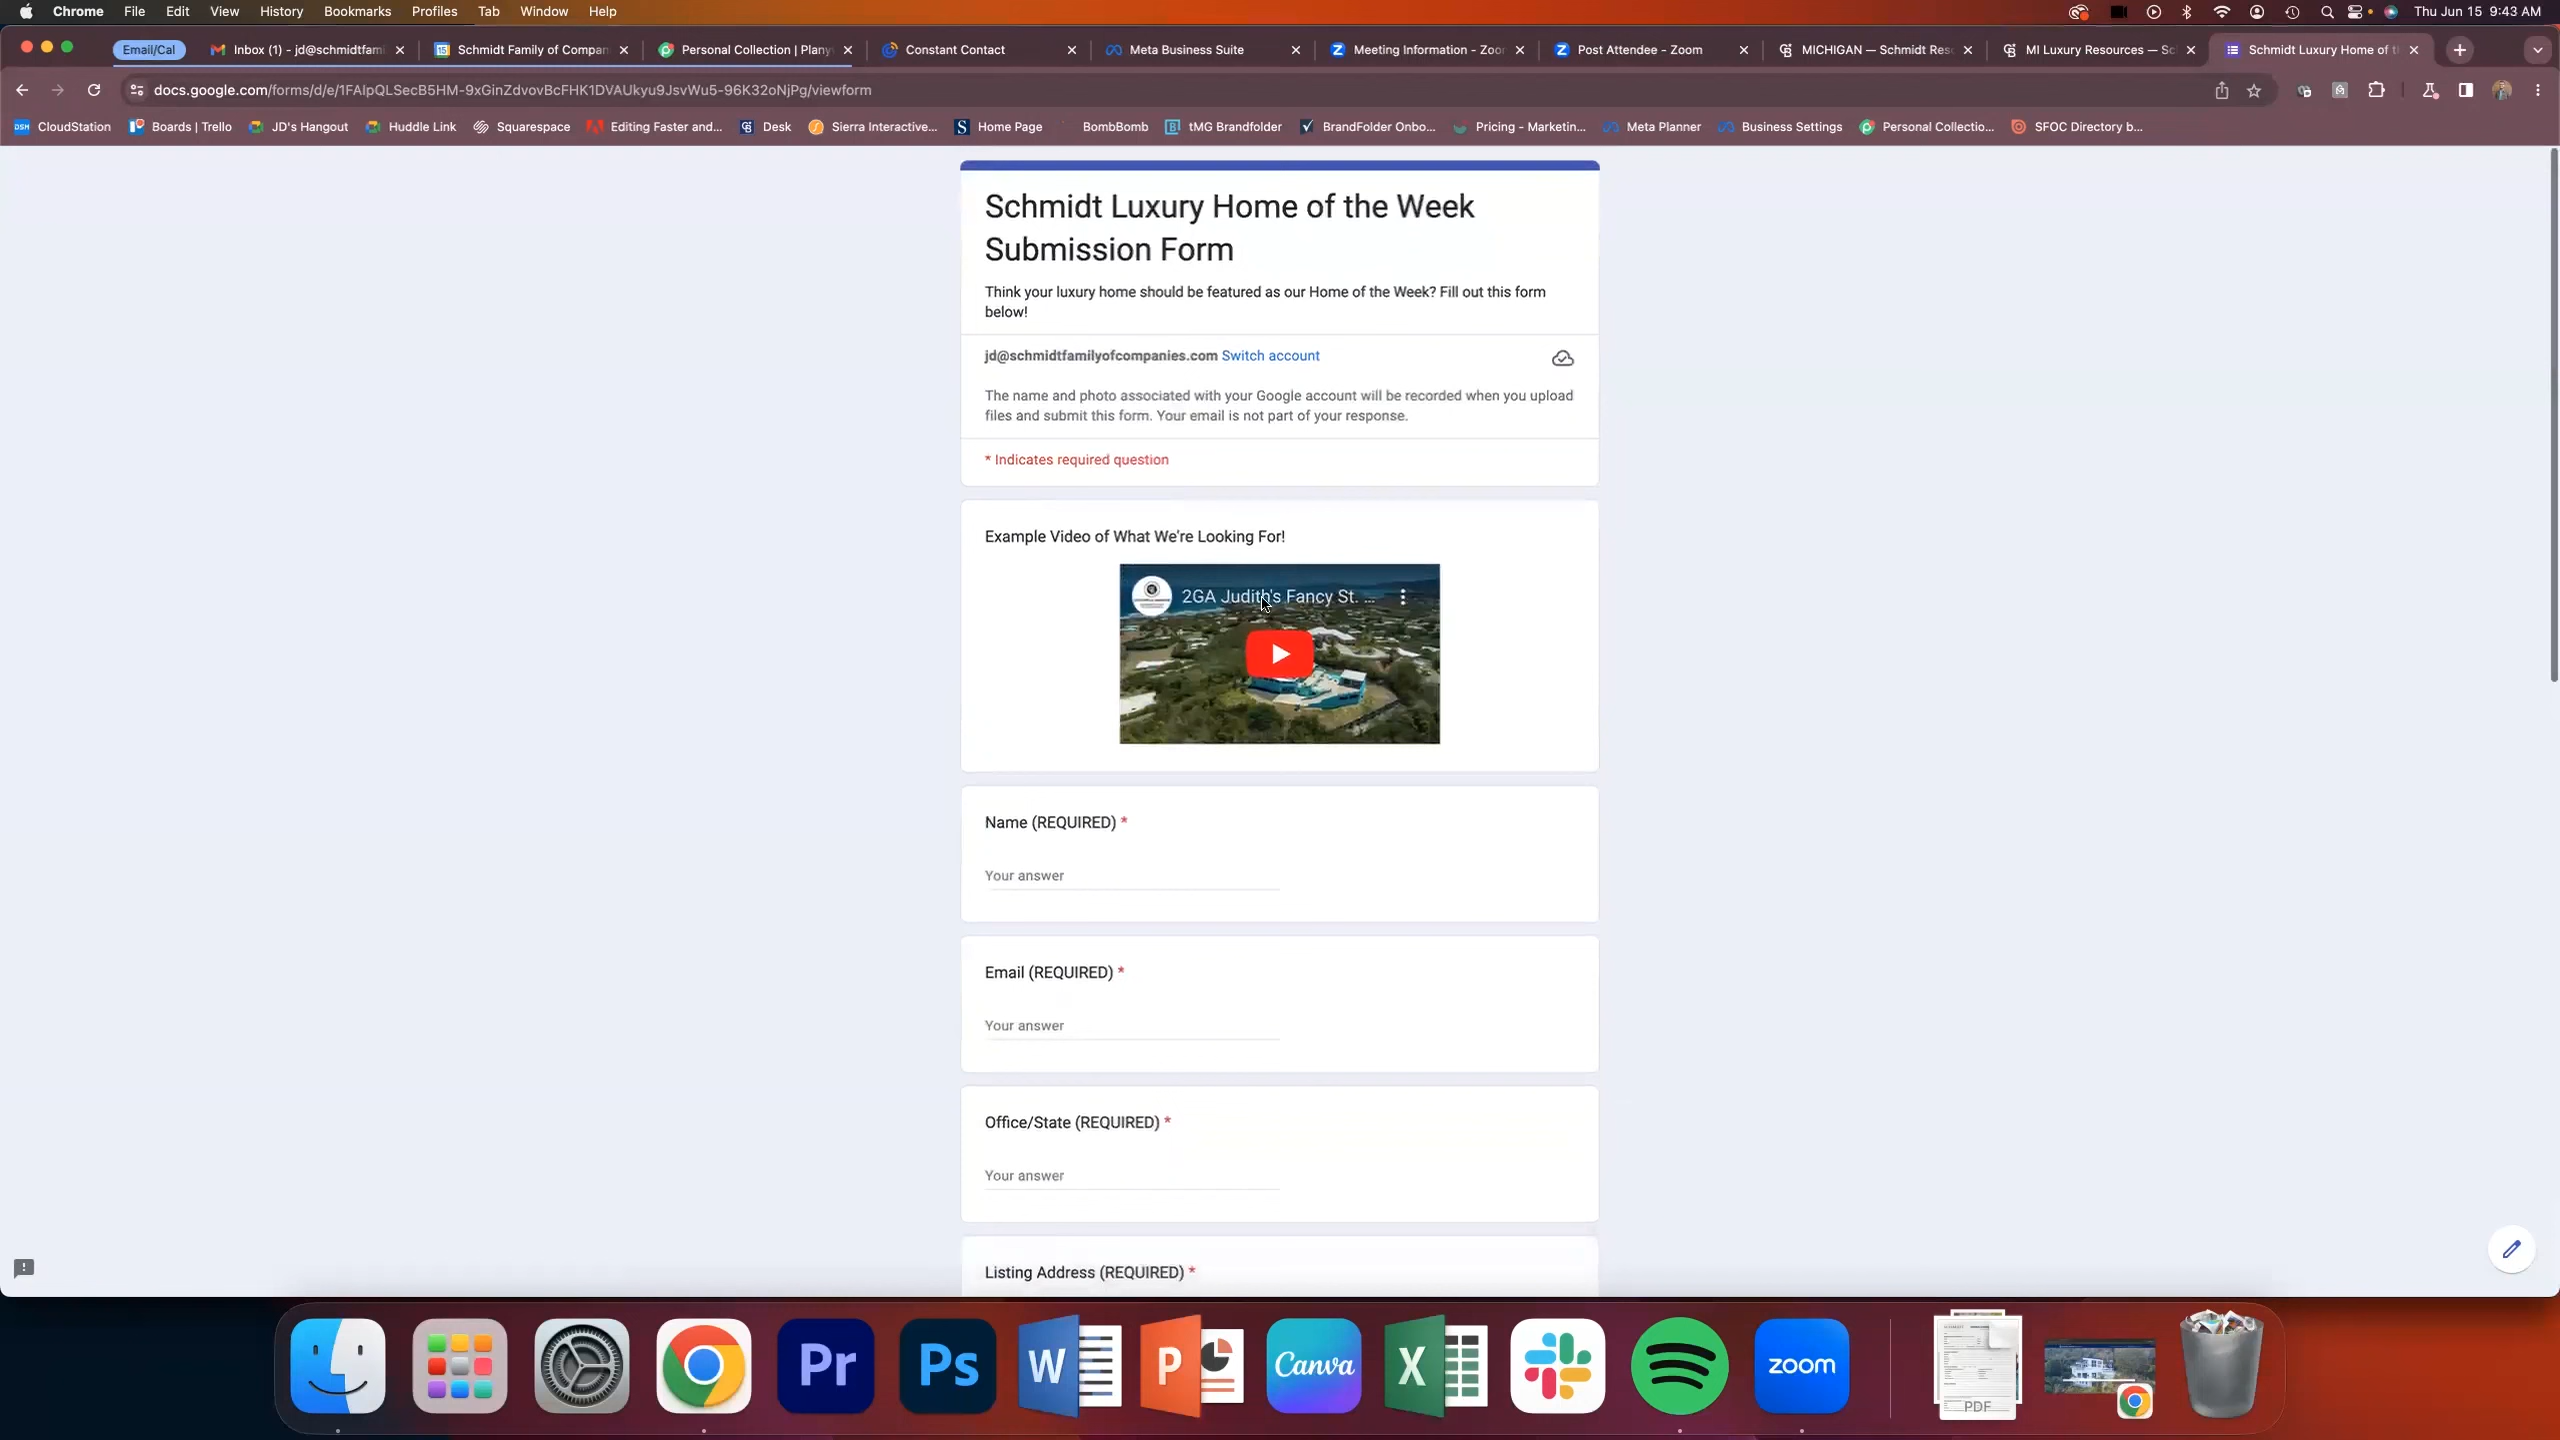 Chrome File Edit View History Bookmarks Profiles Tab Window Help Thu Jun 15 9:43 AM
Email/Cal Inbox (1) - jd@schmidtfami Schmidt Family of Compan Personal Collection | Plany Constant Contact Meta Business Suite Meeting Information - Zoo Post Attendee - Zoom MICHIGAN — Schmidt Res MI Luxury Resources — Sc Schmidt Luxury Home of t
docs.google.com/forms/d/e/1FAIpQLSecB5HM-9xGinZdvovBcFHK1DVAUkyu9JsvWu5-96K32oNjPg/viewform
CloudStation Boards | Trello JD's Hangout Huddle Link Squarespace Editing Faster and... Desk Sierra Interactive... Home Page BombBomb tMG Brandfolder BrandFolder Onbo... Pricing - Marketin... Meta Planner Business Settings Personal Collectio... SFOC Directory b...
Schmidt Luxury Home of the Week
Submission Form
Think your luxury home should be featured as our Home of the Week? Fill out this form
below!
jd@schmidtfamilyofcompanies.com Switch account
The name and photo associated with your Google account will be recorded when you upload
files and submit this form. Your email is not part of your response.
* Indicates required question
Example Video of What We're Looking For!
2GA Judith's Fancy St. ...
Name (REQUIRED) *
Your answer
Email (REQUIRED) *
Your answer
Office/State (REQUIRED) *
Your answer
Listing Address (REQUIRED) *
Pr Ps W P Canva X zoom
PDF